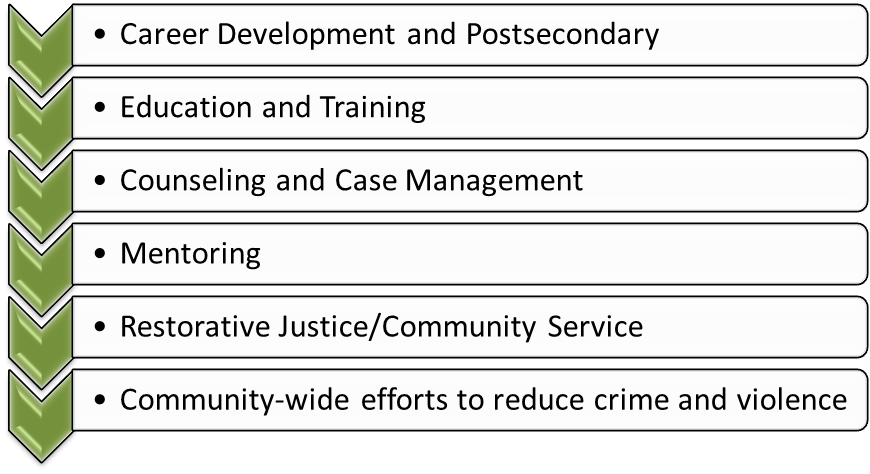 • Career Development and Postsecondary
• Education and Training
• Counseling and Case Management
• Mentoring
• Restorative Justice/Community Service
• Community-wide efforts to reduce crime and violence